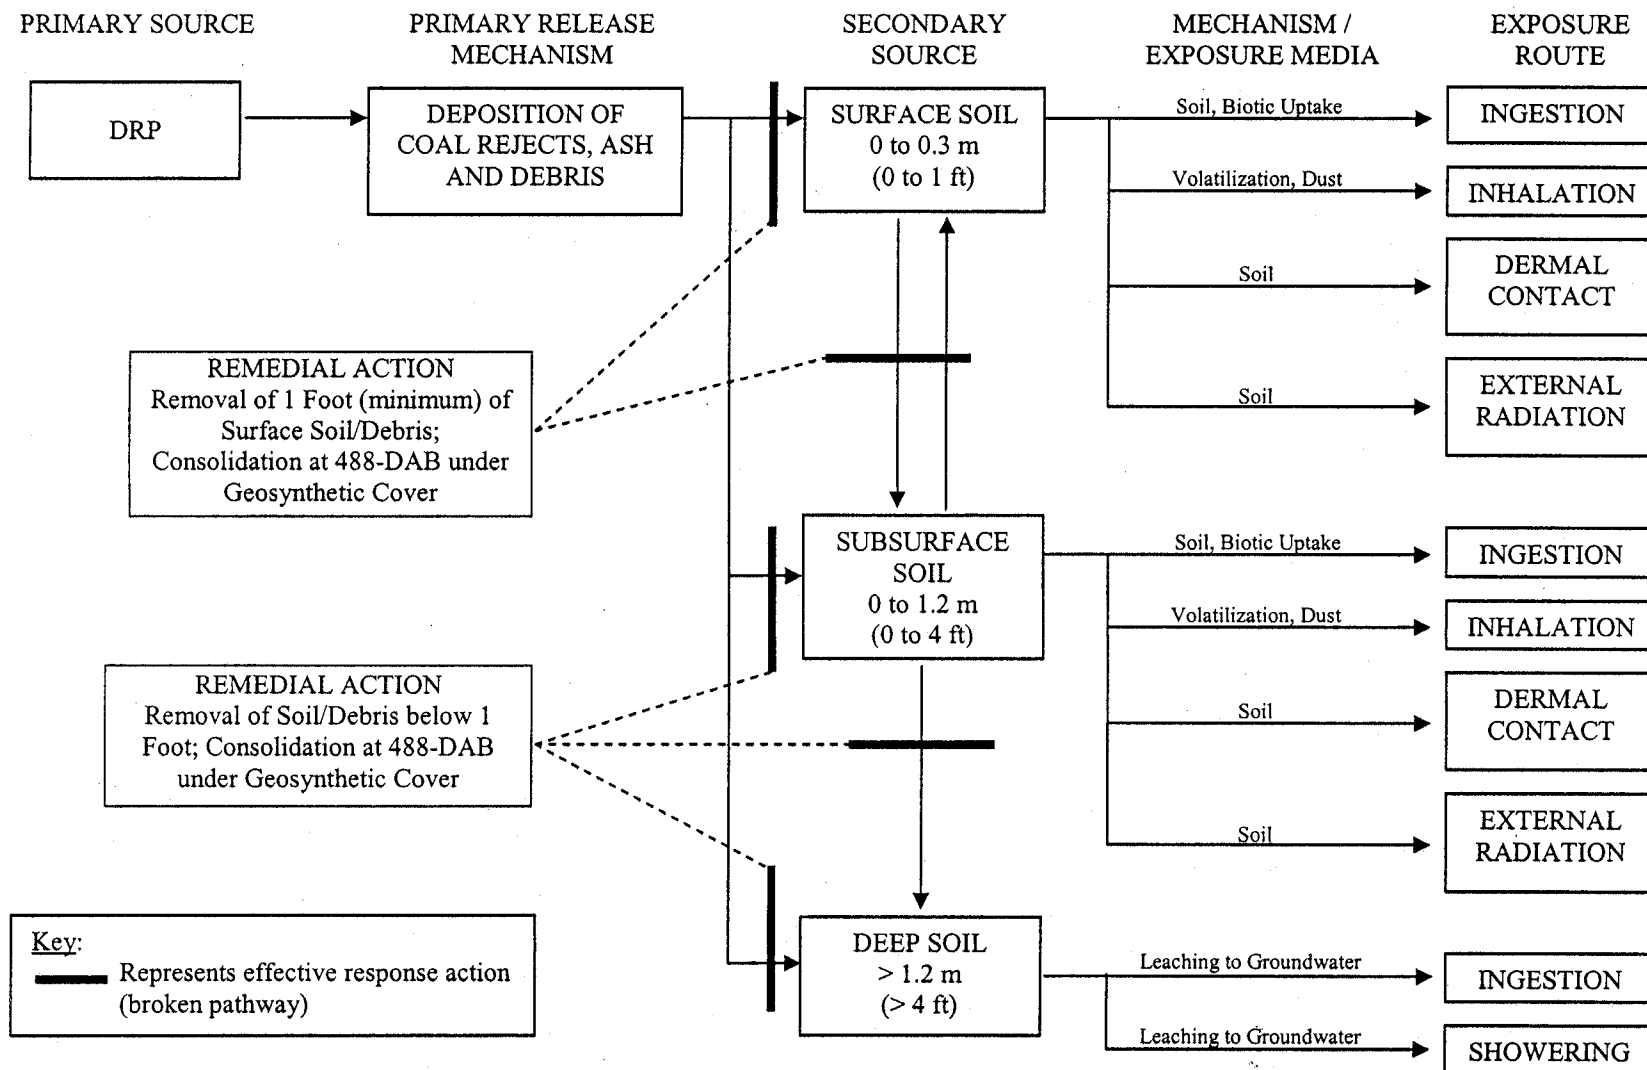 PRIMARY SOURCE
PRIMARY RELEASE
MECHANISM
SECONDARY
SOURCE
MECHANISM /
EXPOSURE MEDIA
EXPOSURE
ROUTE
DRP
DEPOSITION OF
COAL REJECTS, ASH
AND DEBRIS
SURFACE SOIL
0 to 0.3 m
(0 to 1 ft)
Soil, Biotic Uptake
INGESTION
Volatilization, Dust
INHALATION
Soil
DERMAL
CONTACT
Soil
EXTERNAL
RADIATION
REMEDIAL ACTION
Removal of 1 Foot (minimum) of
Surface Soil/Debris;
Consolidation at 488-DAB under
Geosynthetic Cover
SUBSURFACE
SOIL
0 to 1.2 m
(0 to 4 ft)
Soil, Biotic Uptake
INGESTION
Volatilization, Dust
INHALATION
Soil
DERMAL
CONTACT
Soil
EXTERNAL
RADIATION
REMEDIAL ACTION
Removal of Soil/Debris below 1
Foot; Consolidation at 488-DAB
under Geosynthetic Cover
DEEP SOIL
> 1.2 m
(> 4 ft)
Leaching to Groundwater
INGESTION
Leaching to Groundwater
SHOWERING
Key:
Represents effective response action
(broken pathway)